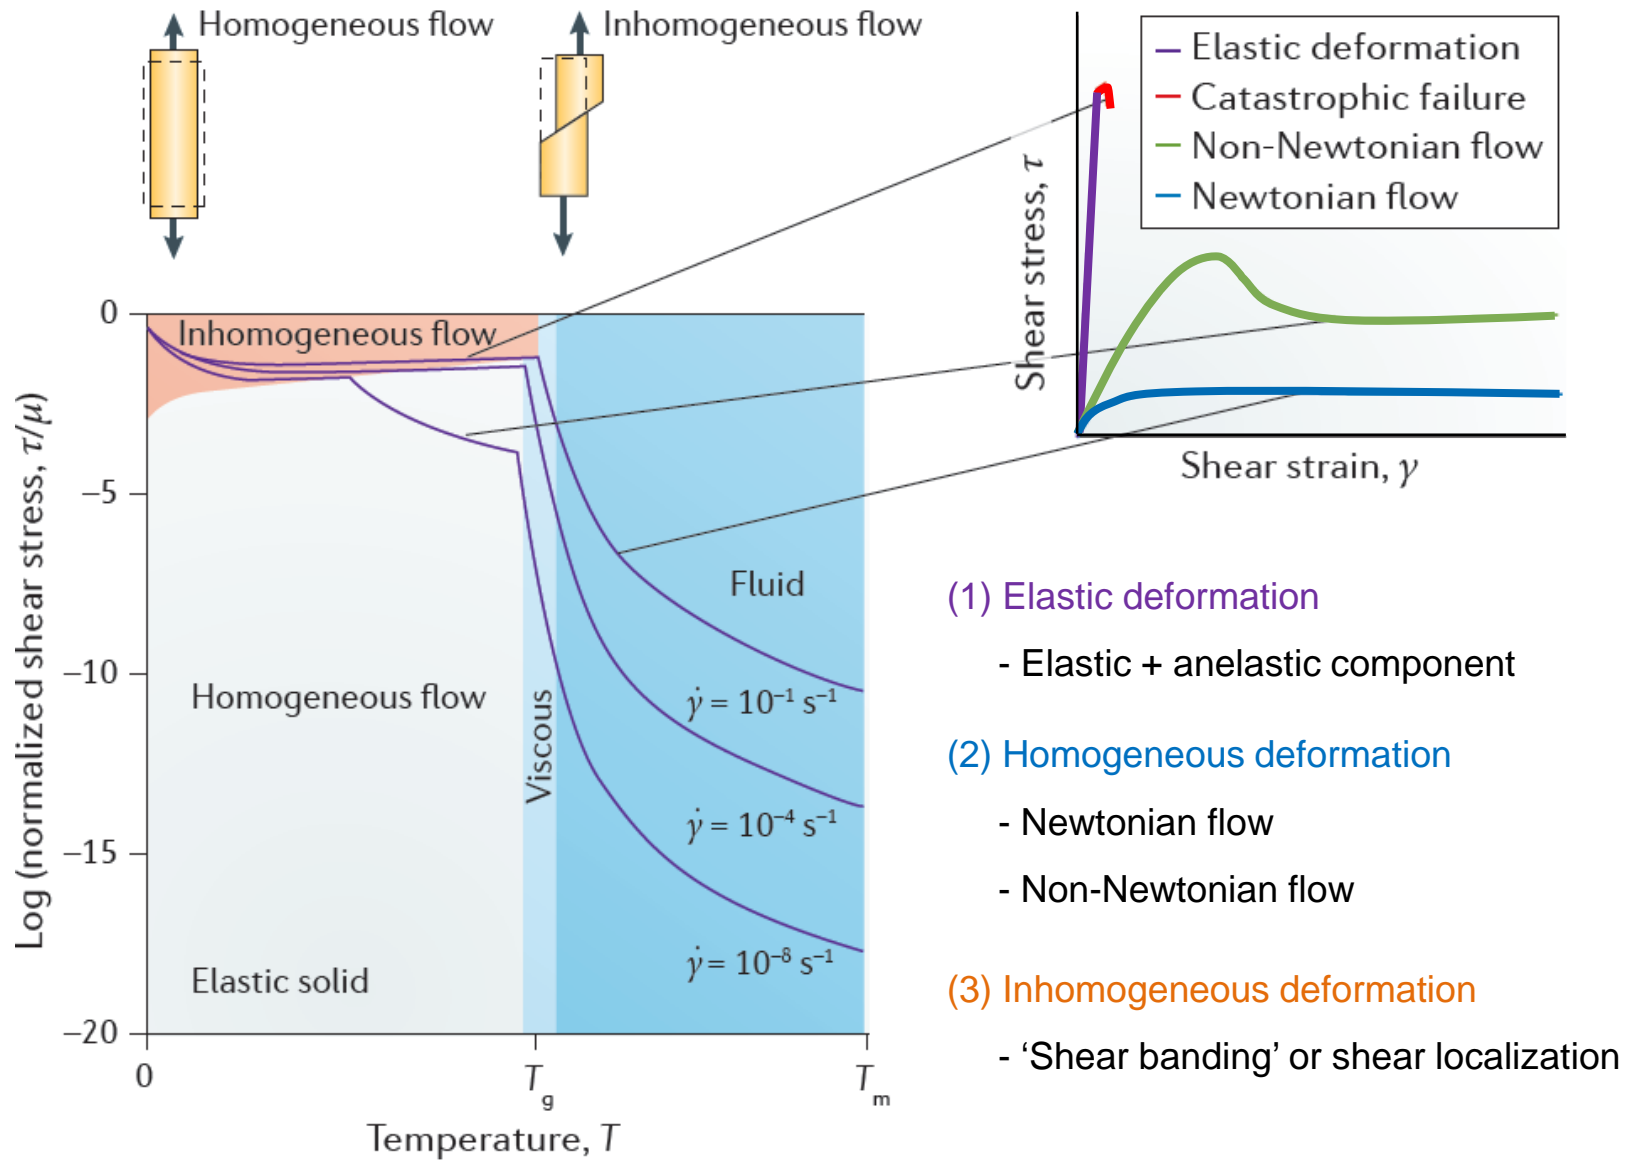 Homogeneous flow
Inhomogeneous flow
Elastic deformation
Catastrophic failure
Non-Newtonian flow
Newtonian flow
Shear stress, τ
Shear strain, γ
0
−5
−10
−15
−20
Log (normalized shear stress, τ/μ)
Inhomogeneous flow
Homogeneous flow
Elastic solid
Viscous
Fluid
γ̇ = 10⁻¹ s⁻¹
γ̇ = 10⁻⁴ s⁻¹
γ̇ = 10⁻⁸ s⁻¹
0
Tg
Tm
Temperature, T
(1) Elastic deformation
- Elastic + anelastic component
(2) Homogeneous deformation
- Newtonian flow
- Non-Newtonian flow
(3) Inhomogeneous deformation
- ‘Shear banding’ or shear localization